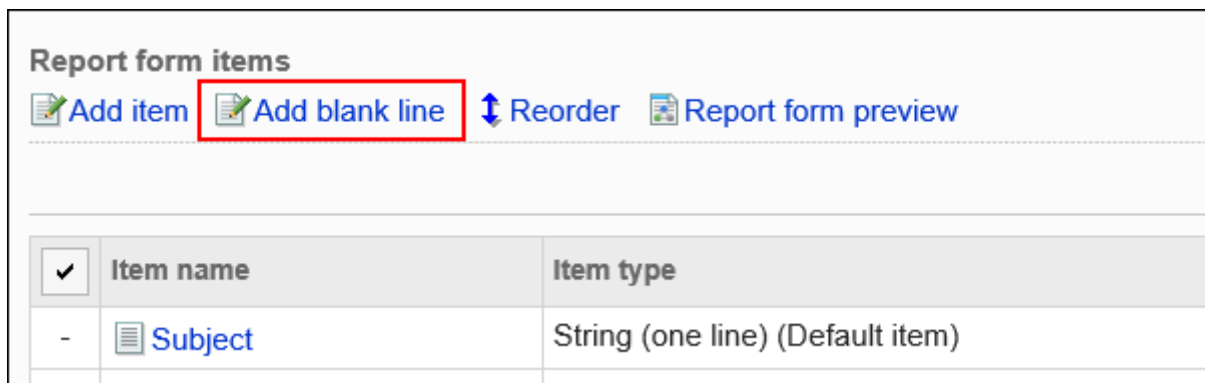 Report form items
Add item Add blank line Reorder Report form preview
Item name Item type
- Subject String (one line) (Default item)